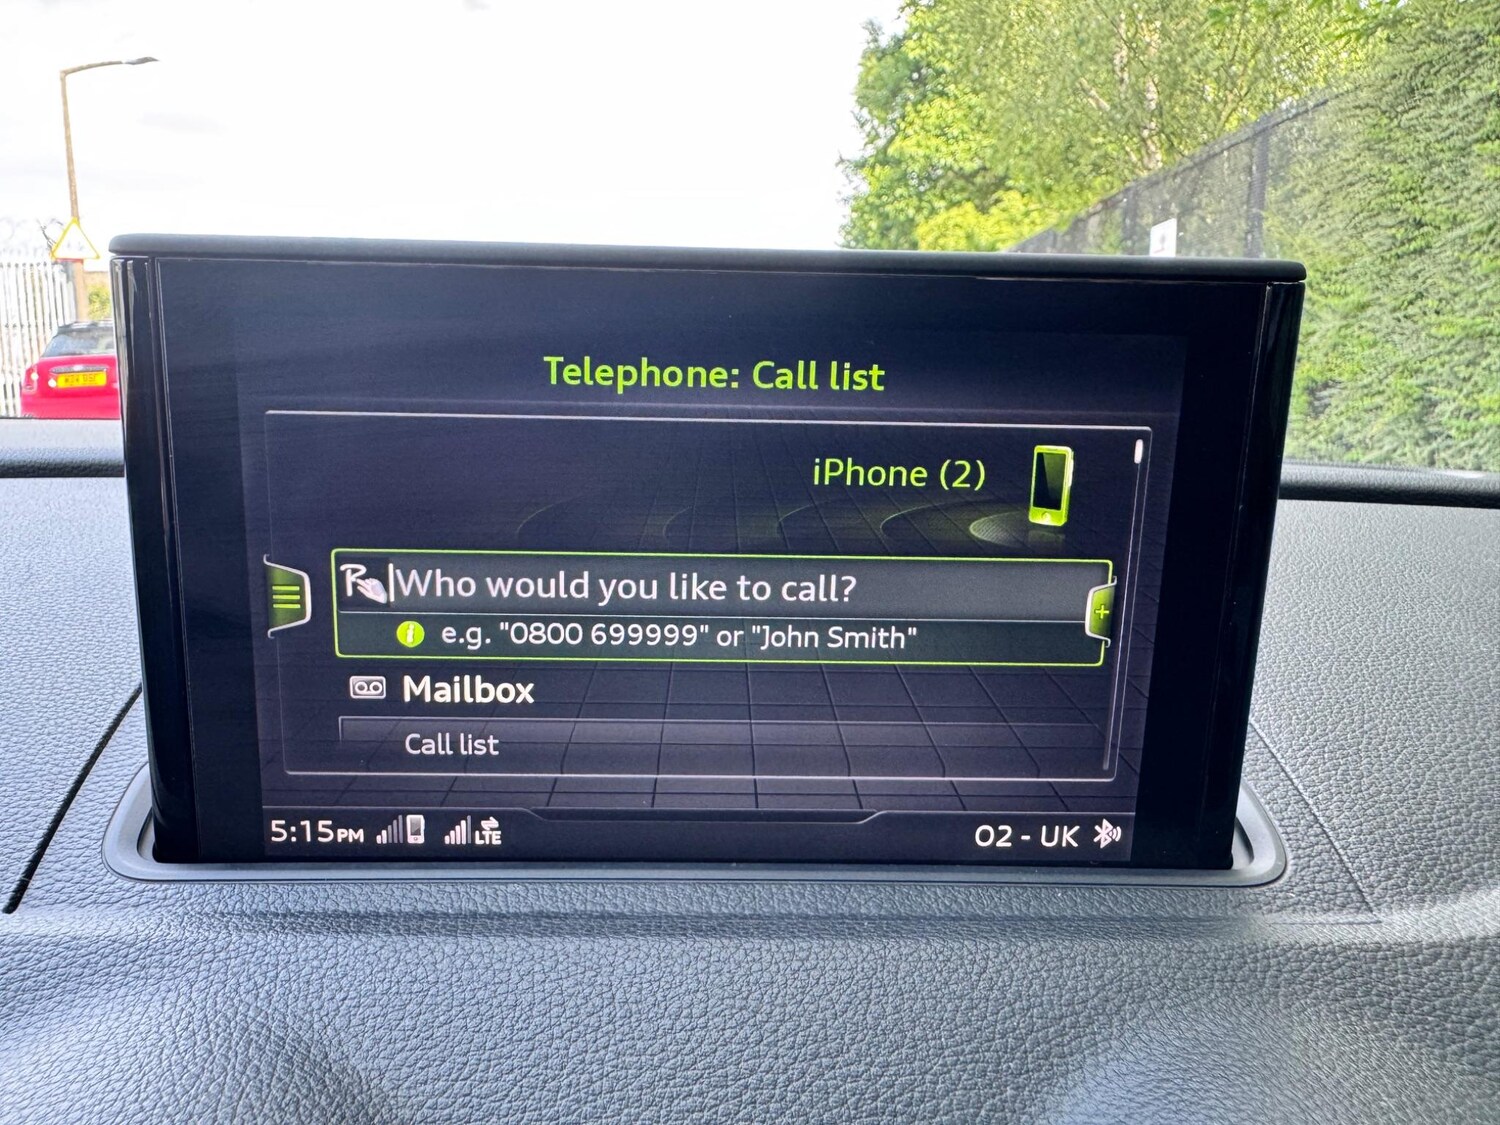 Telephone: Call list
iPhone (2)
Who would you like to call?
e.g. "0800 699999" or "John Smith"
Mailbox
Call list
5:15PM LTE O2 - UK